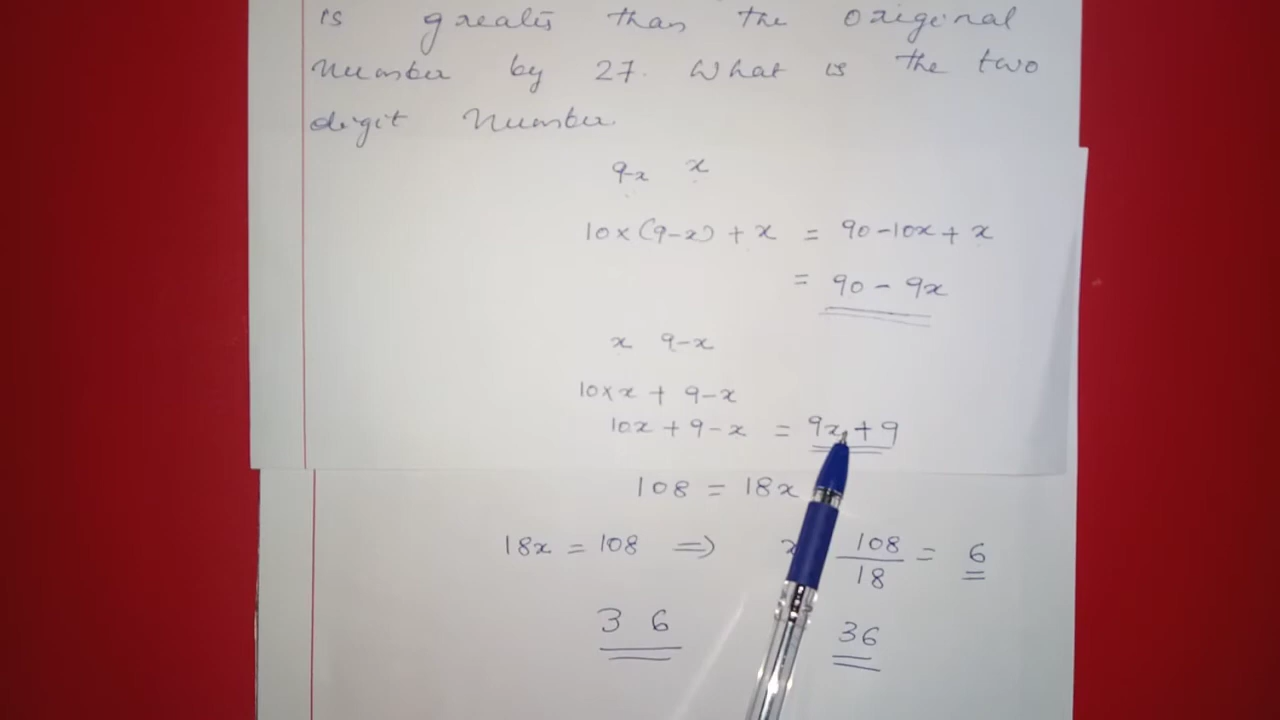 is greater than the original
number by 27. What is the two
digit number.
9-x x
10×(9-x) + x = 90-10x + x
= 90 - 9x
x 9-x
10×x + 9-x
10x + 9-x = 9x+9
108 = 18x
18x = 108 => x 108/18 = 6
3 6 36